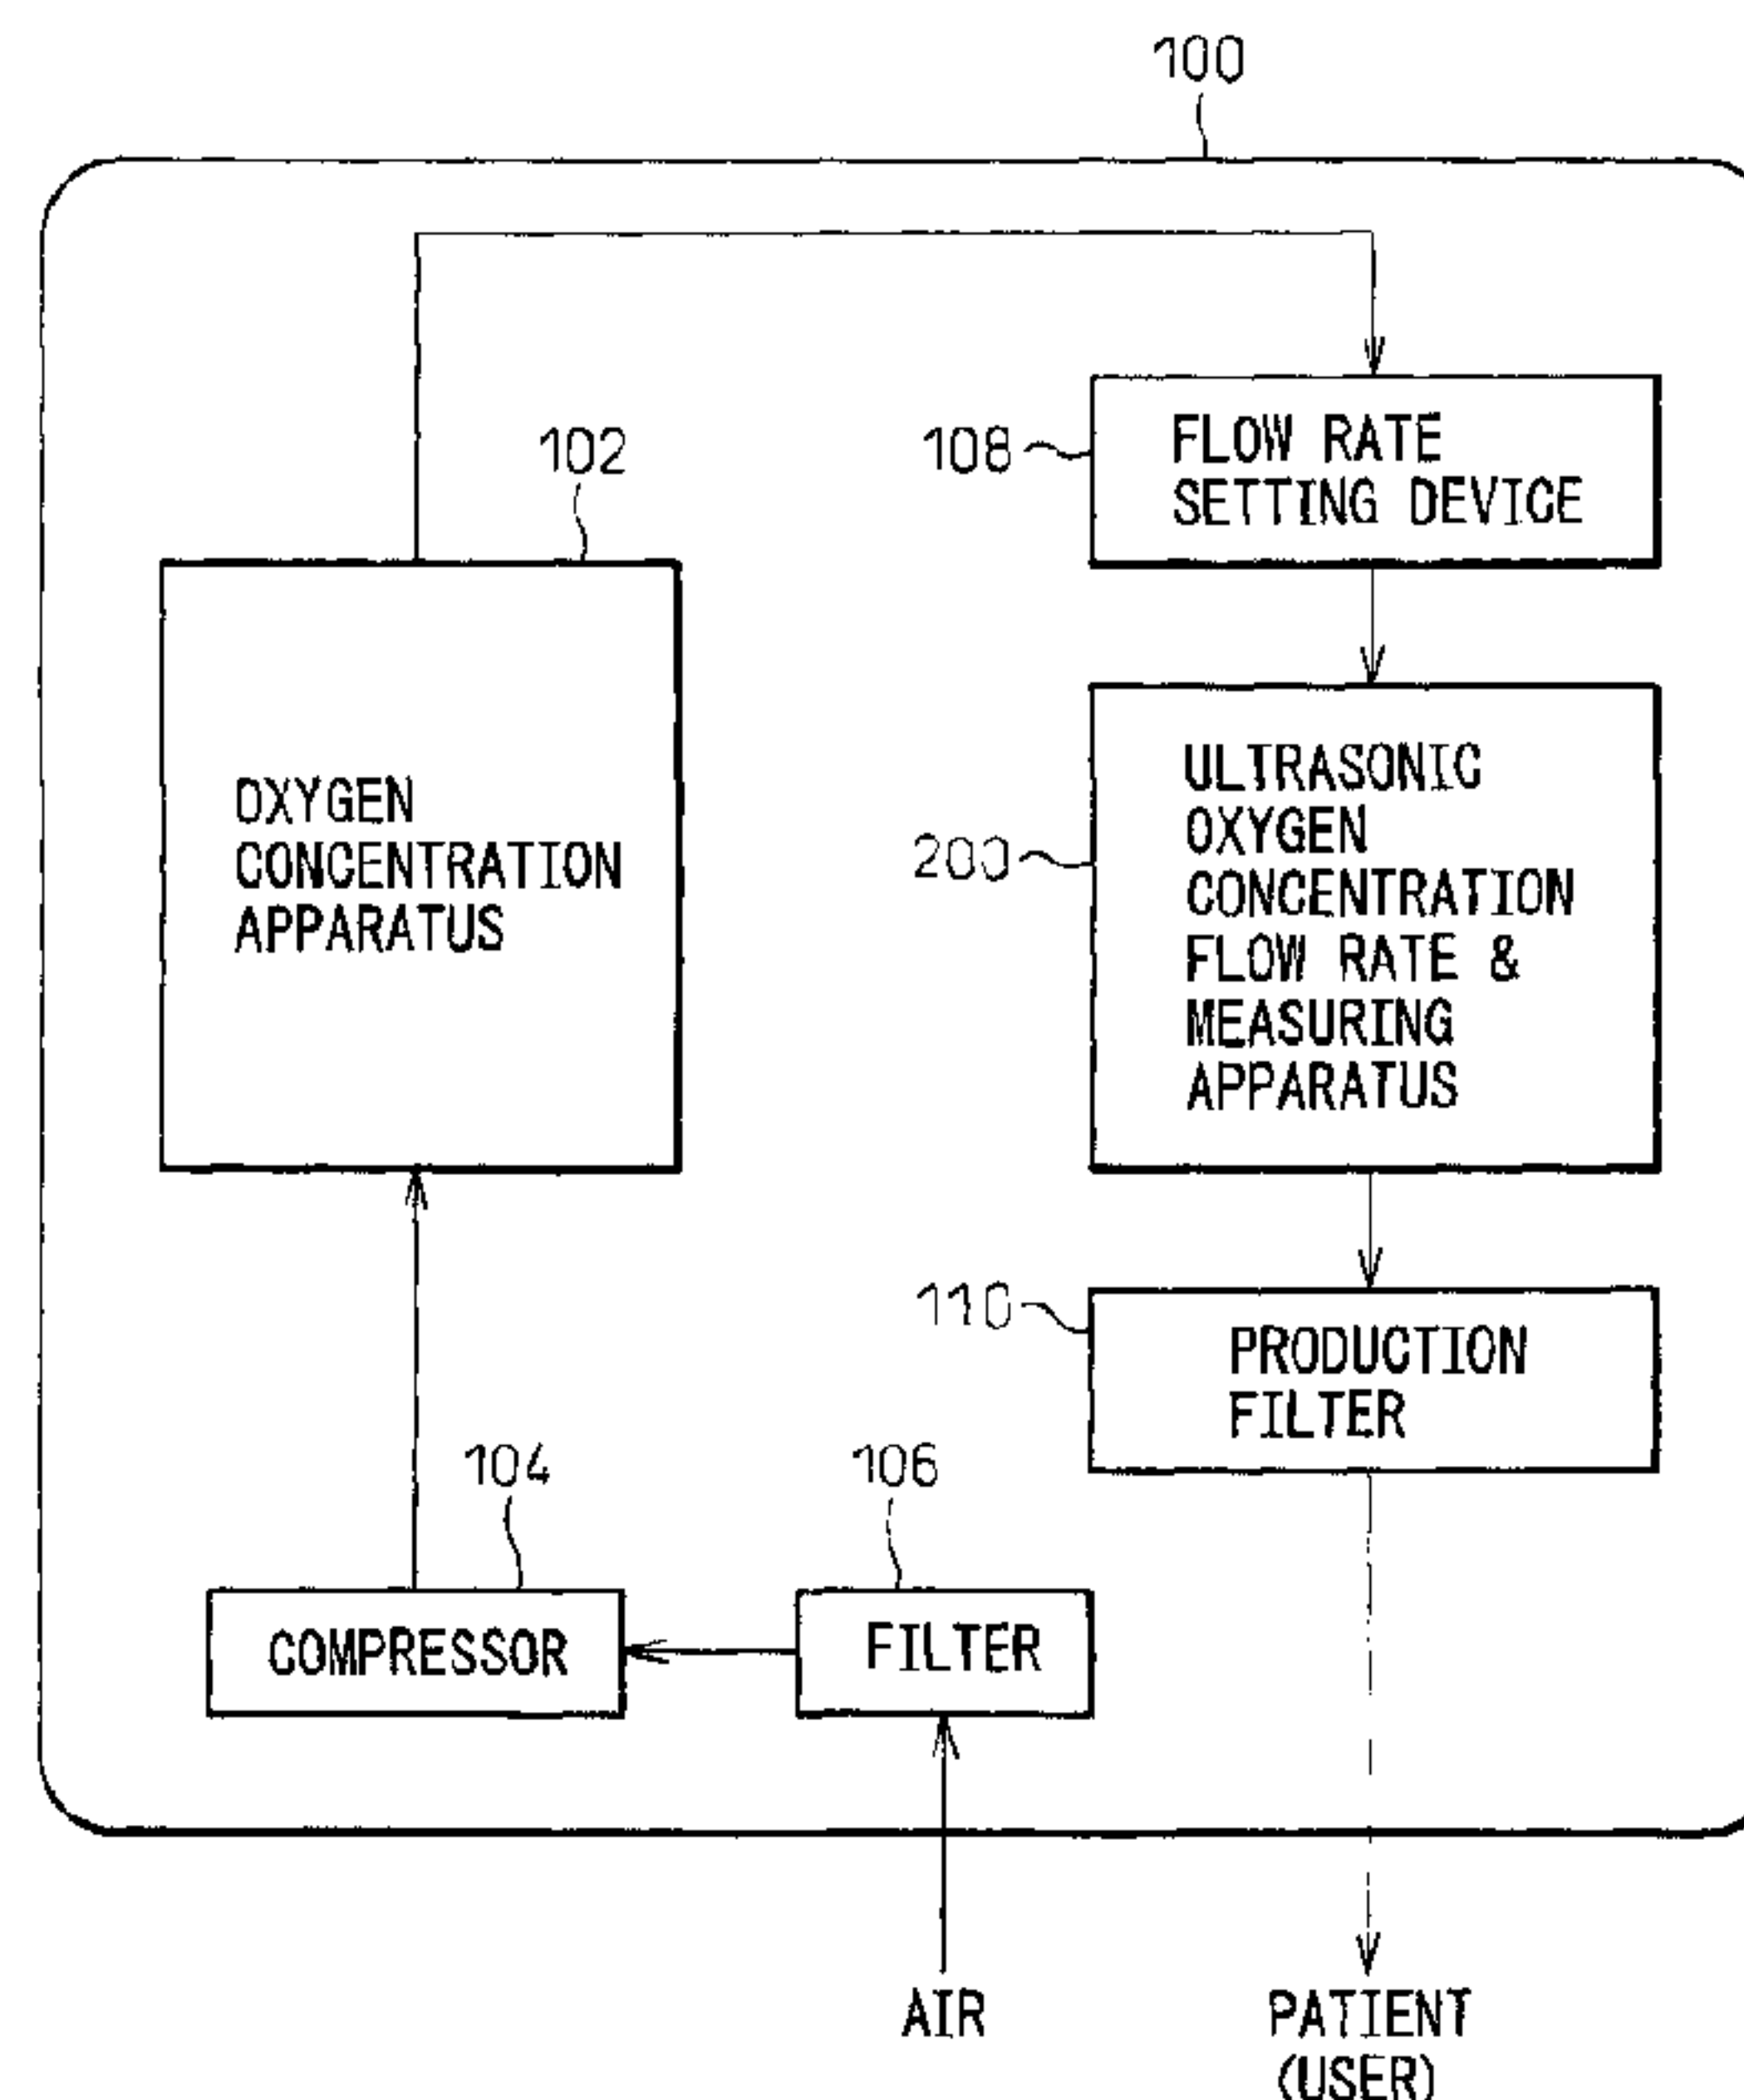 100
108
FLOW RATE
SETTING DEVICE
102
OXYGEN
CONCENTRATION
APPARATUS
200
ULTRASONIC
OXYGEN
CONCENTRATION
FLOW RATE &
MEASURING
APPARATUS
110
PRODUCTION
FILTER
104
COMPRESSOR
106
FILTER
AIR
PATIENT
(USER)